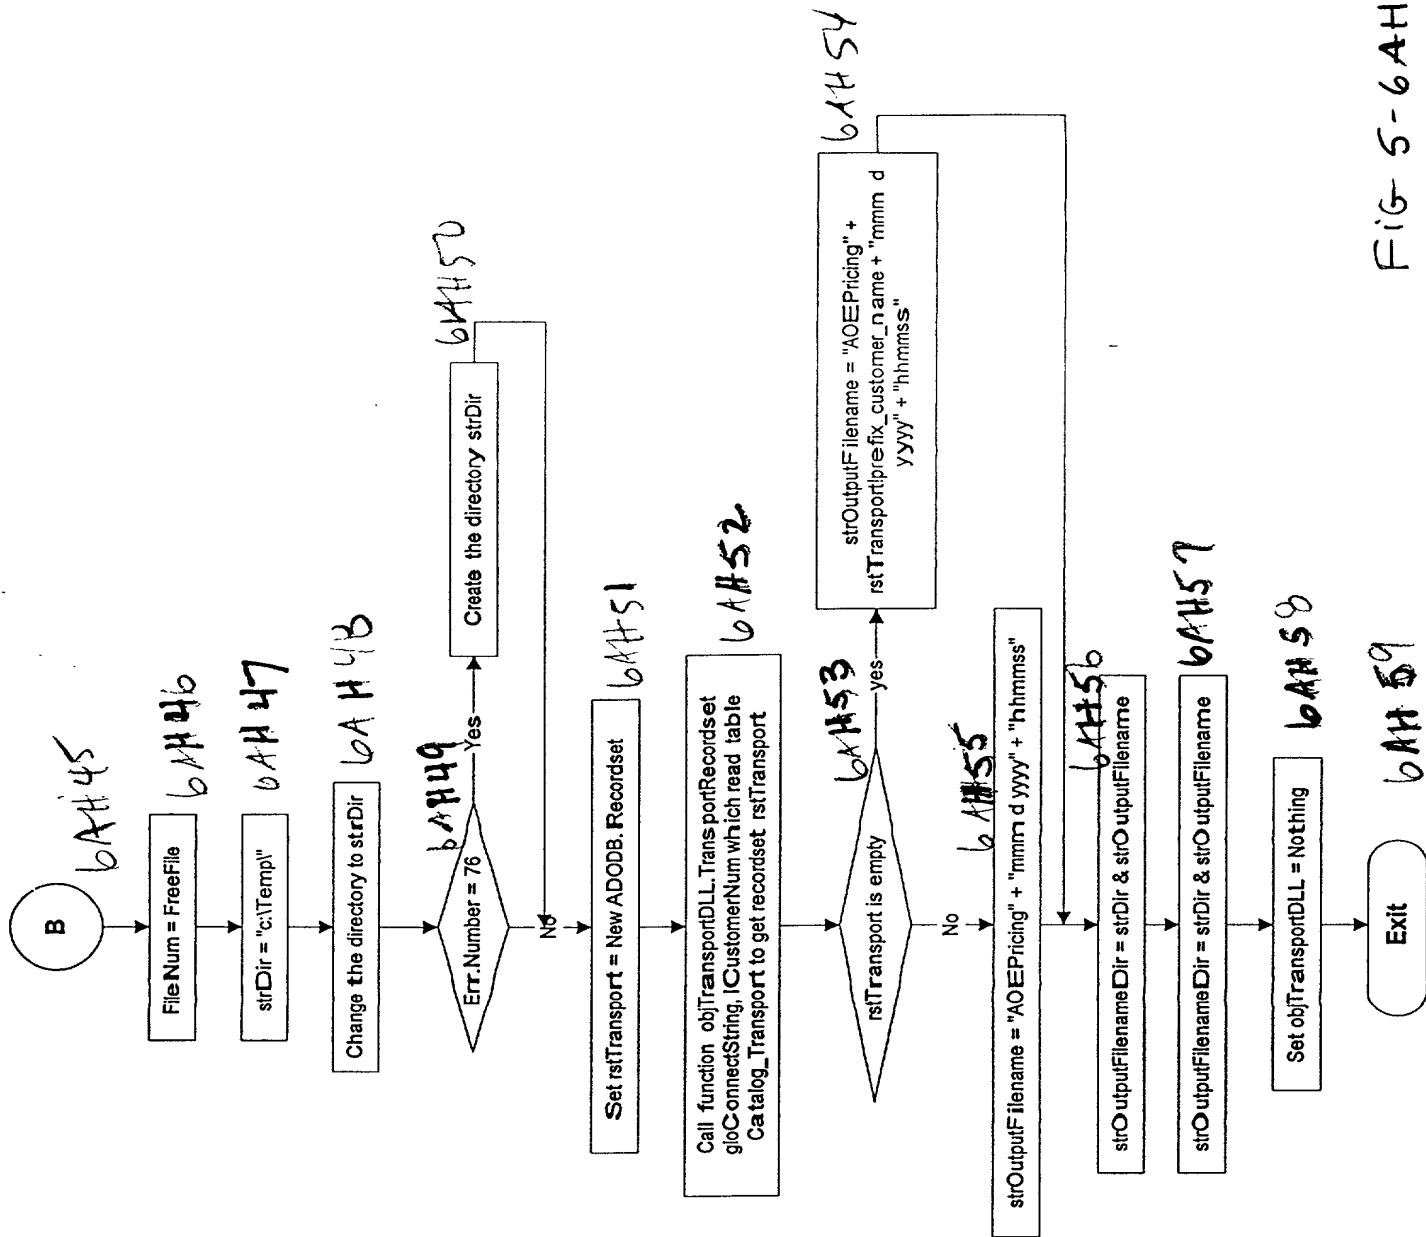 B
6AH45
FileNum = FreeFile
6AH46
strDir = "c:\Temp\"
6AH47
Change the directory to strDir
6AH48
Err.Number = 76
6AH49
Yes
Create the directory strDir
6AH50
No
Set rstTransport = New ADODB.Recordset
6AH51
Call function objTransportDLL.TransportRecordset
gloConnectString, lCustomerNum which read table
Catalog_Transport to get recordset rstTransport
6AH52
rstTransport is empty
6AH53
yes
strOutputFilename = "AOEPricing" +
rstTransport!prefix_customer_name + "mmm d
yyyy" + "hhmmss"
6AH54
No
6AH55
strOutputFilename = "AOEPricing" + "mmm d yyyy" + "hhmmss"
6AH56
strOutputFilenameDir = strDir & strOutputFilename
6AH57
strOutputFilenameDir = strDir & strOutputFilename
6AH58
Set objTransportDLL = Nothing
6AH59
Exit
FiG 5-6AH